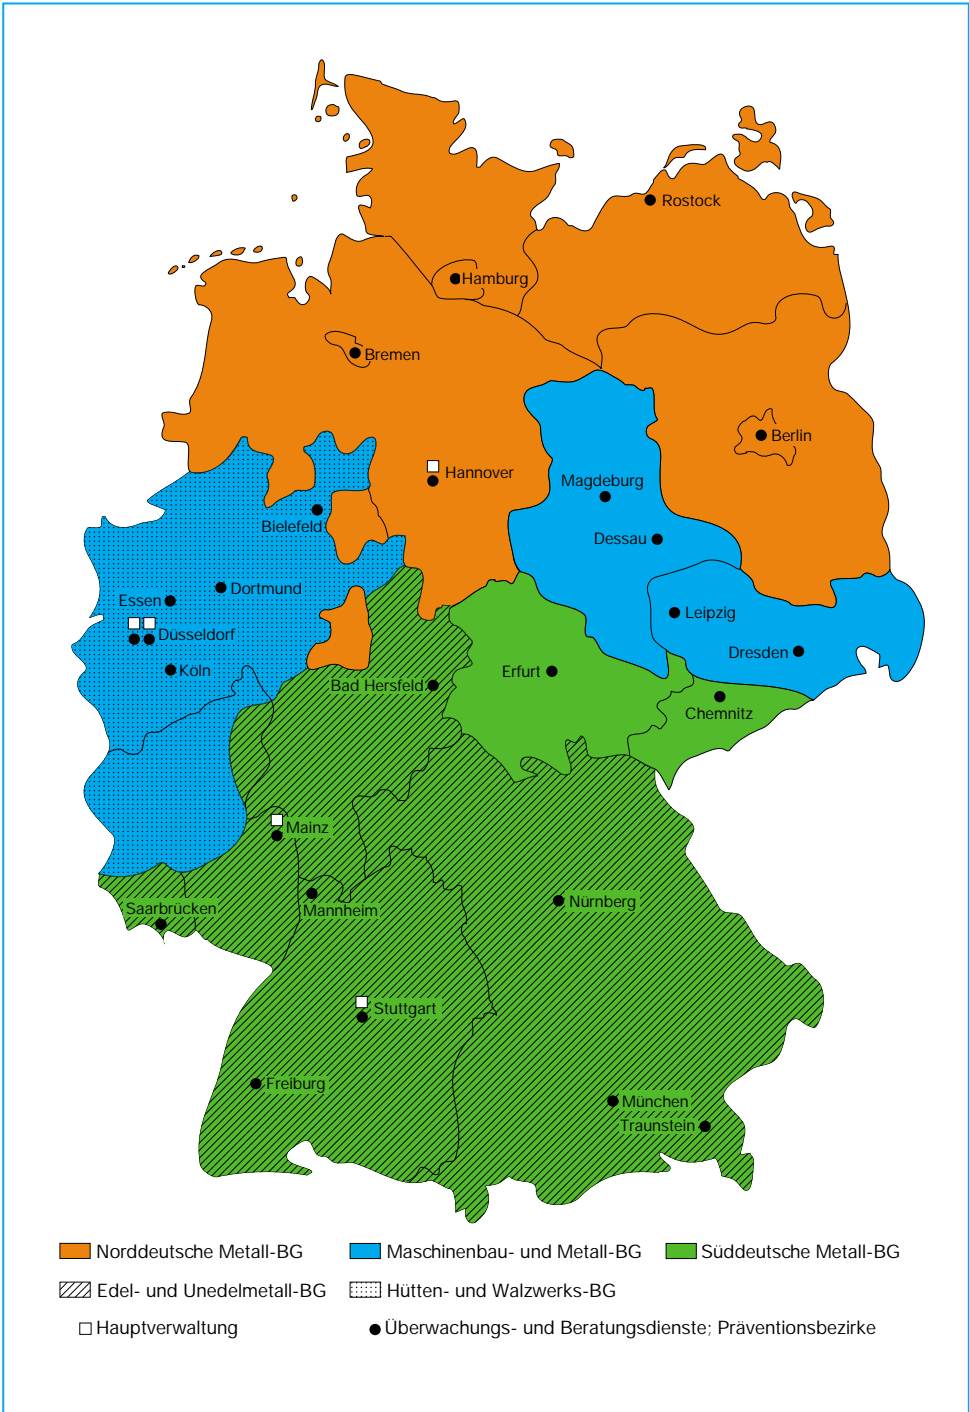 Rostock
Hamburg
Bremen
Berlin
Hannover
Magdeburg
Bielefeld
Dessau
Dortmund
Essen
Leipzig
Düsseldorf
Dresden
Köln
Erfurt
Bad Hersfeld
Chemnitz
Mainz
Nürnberg
Saarbrücken
Mannheim
Stuttgart
Freiburg
München
Traunstein
Norddeutsche Metall-BG
Maschinenbau- und Metall-BG
Süddeutsche Metall-BG
Edel- und Unedelmetall-BG
Hütten- und Walzwerks-BG
Hauptverwaltung
Überwachungs- und Beratungsdienste; Präventionsbezirke